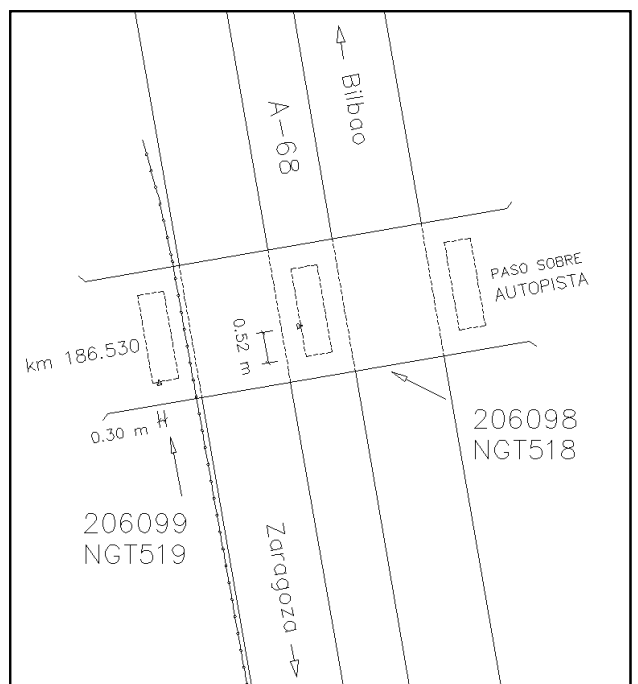 Bilbao
A-68
PASO SOBRE
AUTOPISTA
0.52 m
km 186.530
0.30 m
206098
NGT518
206099
NGT519
Zaragoza